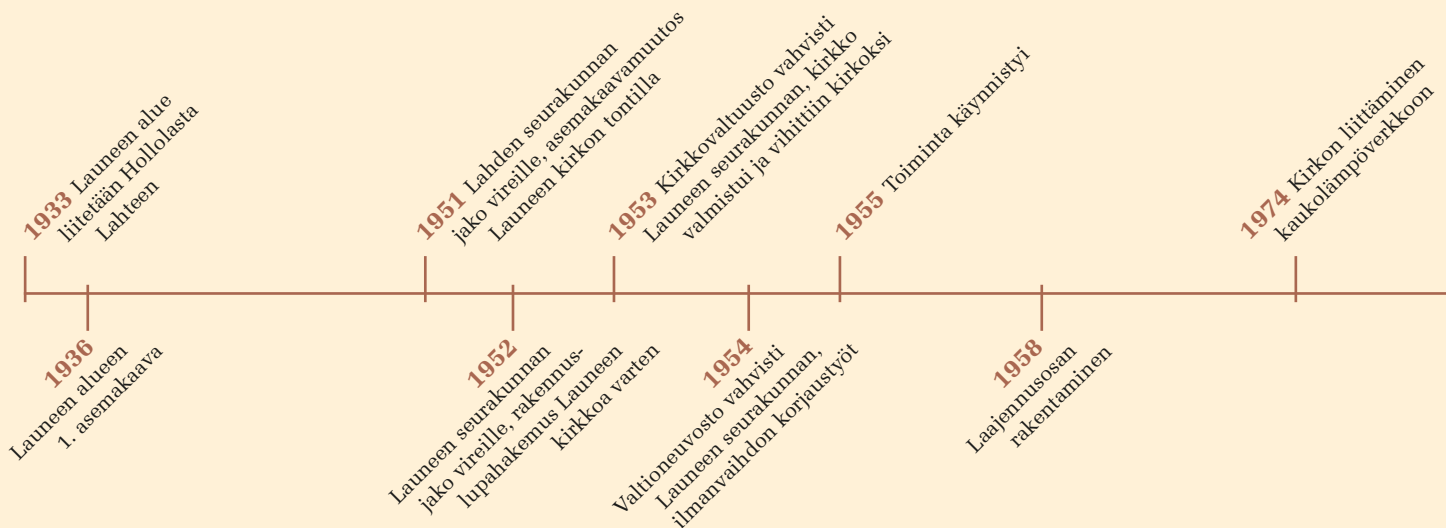 1933 Launeen alue
liitetään Hollolasta
Lahteen
1936
Launeen alueen
1. asemakaava
1951 Lahden seurakunnan
jako vireille, asemakaavamuutos
Launeen kirkon tontilla
1952
Launeen seurakunnan
jako vireille, rakennus-
lupahakemus Launeen
kirkkoa varten
1953 Kirkkovaltuusto vahvisti
Launeen seurakunnan, kirkko
valmistui ja vihittiin kirkoksi
1954
Valtioneuvosto vahvisti
Launeen seurakunnan,
ilmanvaihdon korjaustyöt
1955 Toiminta käynnistyi
1958
Laajennusosan
rakentaminen
1974 Kirkon liittäminen
kaukolämpöverkkoon